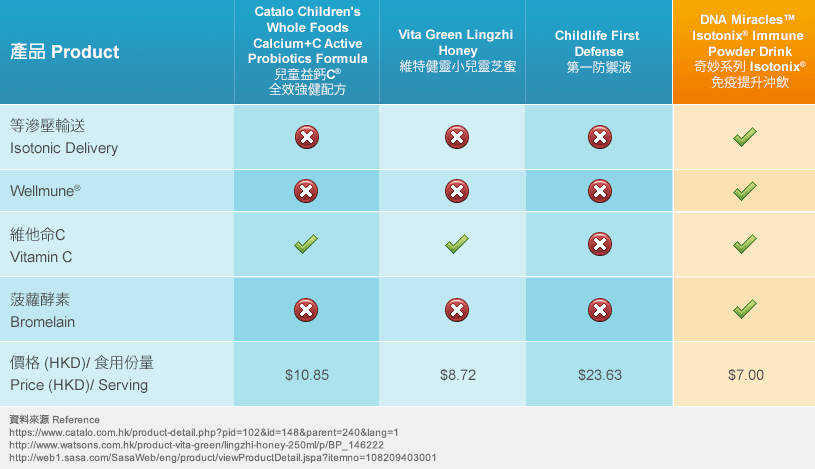 產品 Product
Catalo Children's
Whole Foods
Calcium+C Active
Probiotics Formula
兒童益鈣C®
全效強健配方
Vita Green Lingzhi
Honey
維特健靈小兒靈芝蜜
Childlife First
Defense
第一防禦液
DNA Miracles™
Isotonix® Immune
Powder Drink
奇妙系列 Isotonix®
免疫提升沖飲
等滲壓輸送
Isotonic Delivery
Wellmune®
維他命C
Vitamin C
菠蘿酵素
Bromelain
價格 (HKD)/ 食用份量
Price (HKD)/ Serving
$10.85
$8.72
$23.63
$7.00
資料來源 Reference
https://www.catalo.com.hk/product-detail.php?pid=102&id=148&parent=240&lang=1
http://www.watsons.com.hk/product-vita-green/lingzhi-honey-250ml/p/BP_146222
http://web1.sasa.com/SasaWeb/eng/product/viewProductDetail.jspa?itemno=108209403001